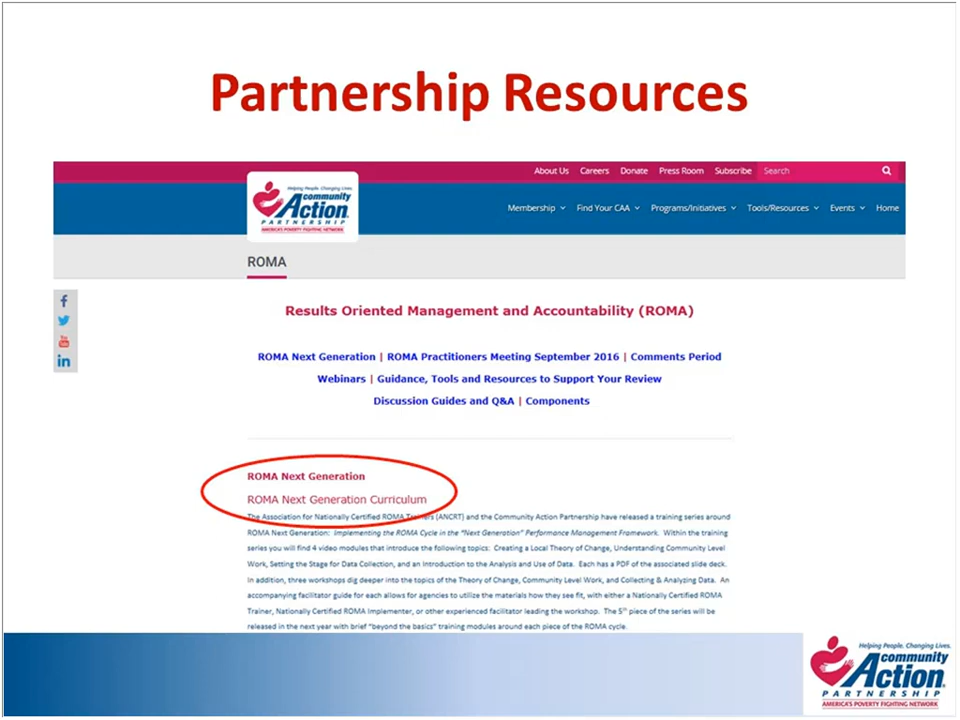 Partnership Resources
About Us Careers Donate Press Room Subscribe Search
Helping People. Changing Lives.
community
Action
PARTNERSHIP
AMERICA'S POVERTY FIGHTING NETWORK
Membership Find Your CAA Programs/Initiatives Tools/Resources Events Home
ROMA
Results Oriented Management and Accountability (ROMA)
ROMA Next Generation | ROMA Practitioners Meeting September 2016 | Comments Period
Webinars | Guidance, Tools and Resources to Support Your Review
Discussion Guides and Q&A | Components
ROMA Next Generation
ROMA Next Generation Curriculum
The Association for Nationally Certified ROMA Trainers (ANCRT) and the Community Action Partnership have released a training series around
ROMA Next Generation: Implementing the ROMA Cycle in the "Next Generation" Performance Management Framework. Within the training
series you will find 4 video modules that introduce the following topics: Creating a Local Theory of Change, Understanding Community Level
Work, Setting the Stage for Data Collection, and an Introduction to the Analysis and Use of Data. Each has a PDF of the associated slide deck.
In addition, three workshops dig deeper into the topics of the Theory of Change, Community Level Work, and Collecting & Analyzing Data. An
accompanying facilitator guide for each allows for agencies to utilize the materials how they see fit, with either a Nationally Certified ROMA
Trainer, Nationally Certified ROMA Implementer, or other experienced facilitator leading the workshop. The 5th piece of the series will be
released in the next year with brief "beyond the basics" training modules around each piece of the ROMA cycle.
Helping People. Changing Lives.
community
Action
PARTNERSHIP
AMERICA'S POVERTY FIGHTING NETWORK